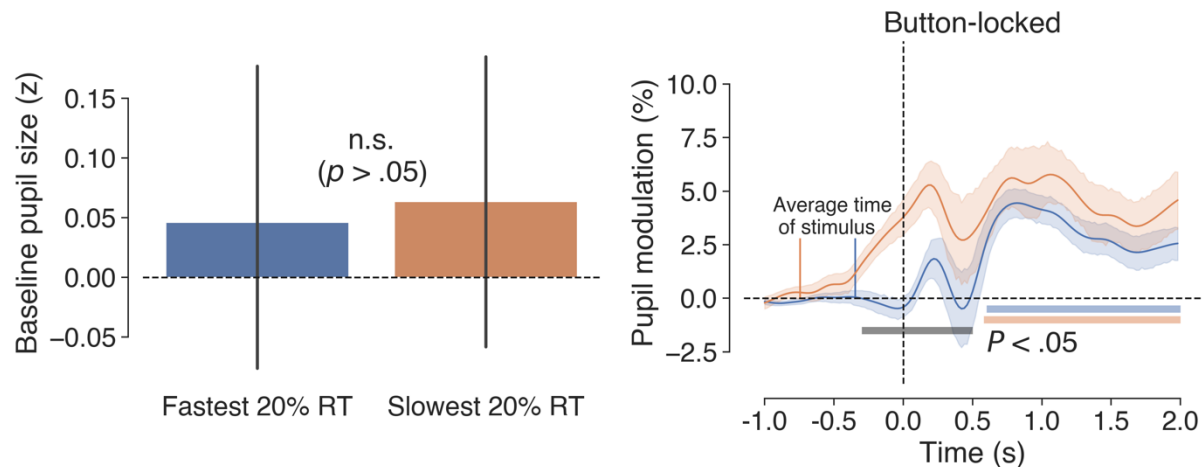 Baseline pupil size (z)
0.15
0.10
0.05
0.00
−0.05
n.s.
(p > .05)
Fastest 20% RT
Slowest 20% RT
Button-locked
Pupil modulation (%)
10.0
7.5
5.0
2.5
0.0
−2.5
Average time
of stimulus
P < .05
-1.0 -0.5 0.0 0.5 1.0 1.5 2.0
Time (s)